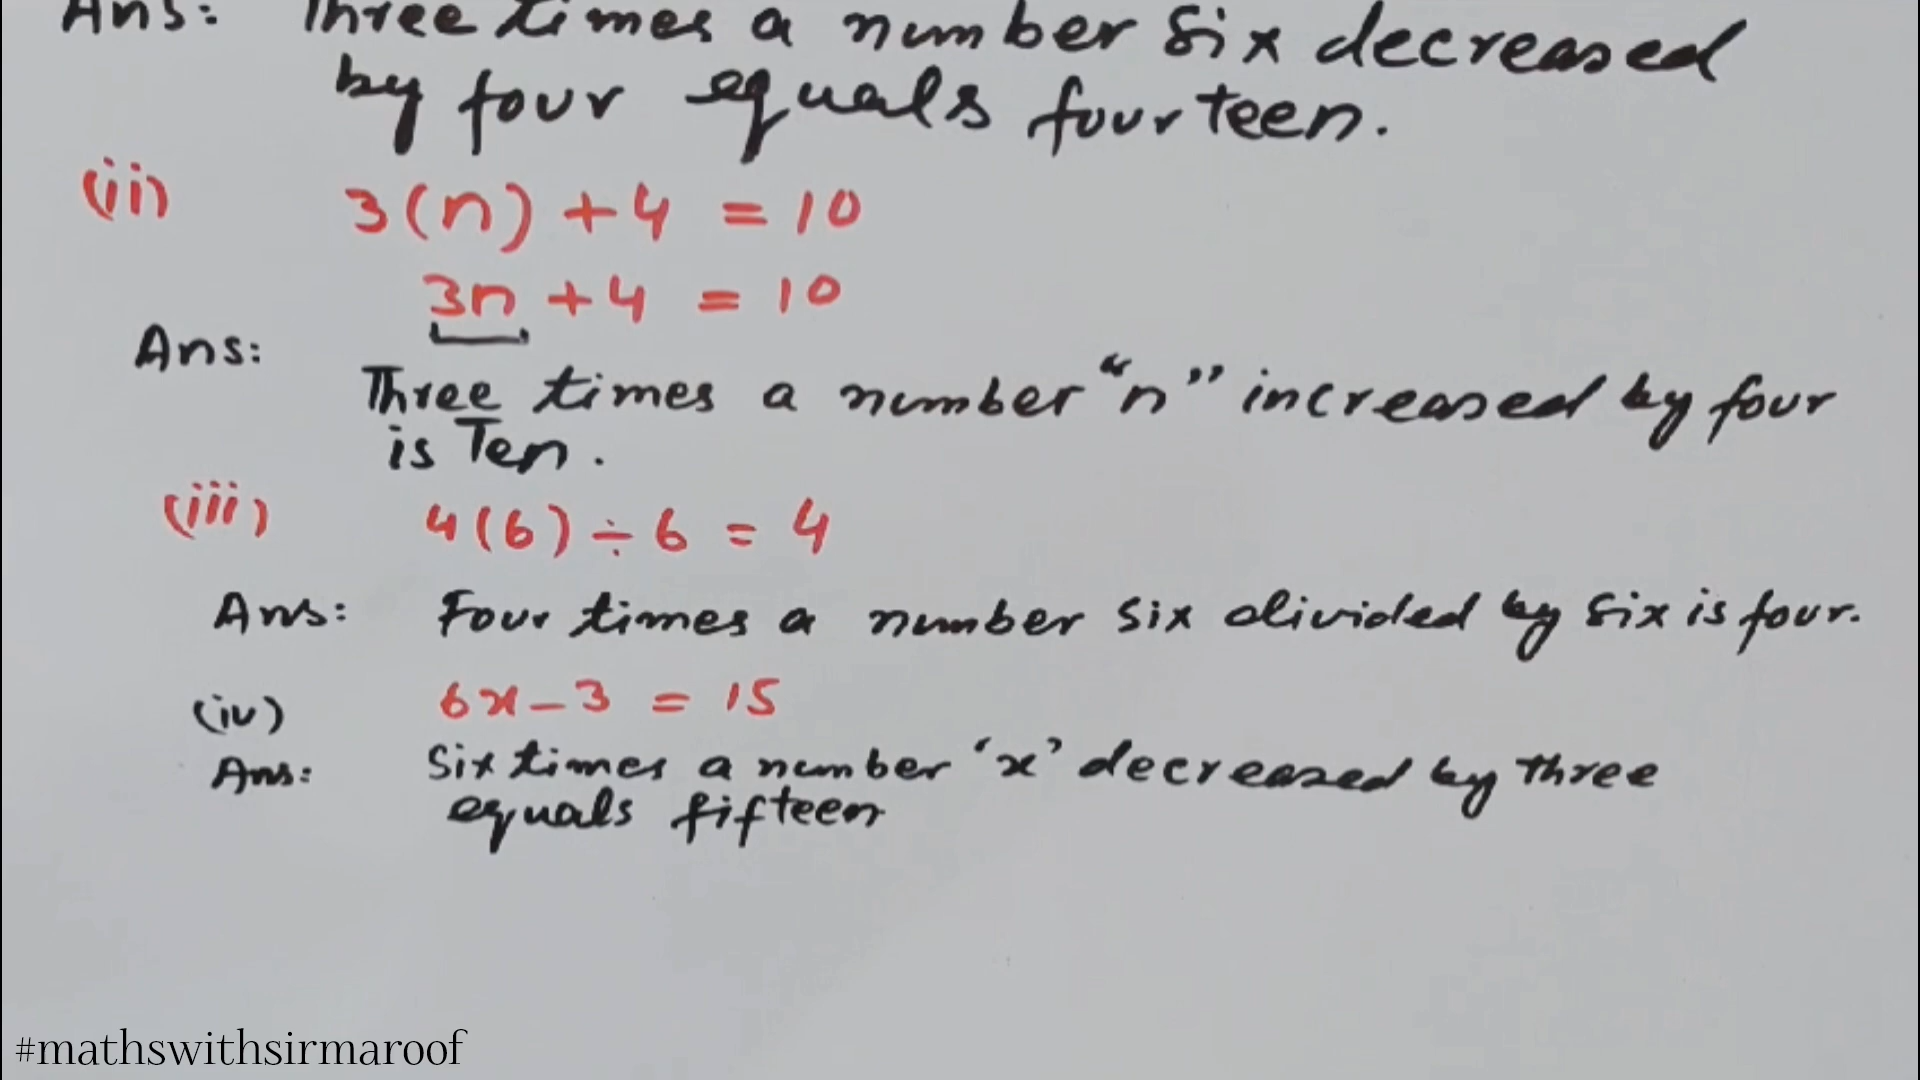 Ans: Three times a number six decreased
by four equals fourteen.
(ii) 3(n) + 4 = 10
3n + 4 = 10
Ans:
Three times a number "n" increased by four
is Ten.
(iii) 4(6) ÷ 6 = 4
Ans: Four times a number six divided by six is four.
(iv) 6x - 3 = 15
Ans: Six times a number 'x' decreased by three
equals fifteen
#mathswithsirmaroof